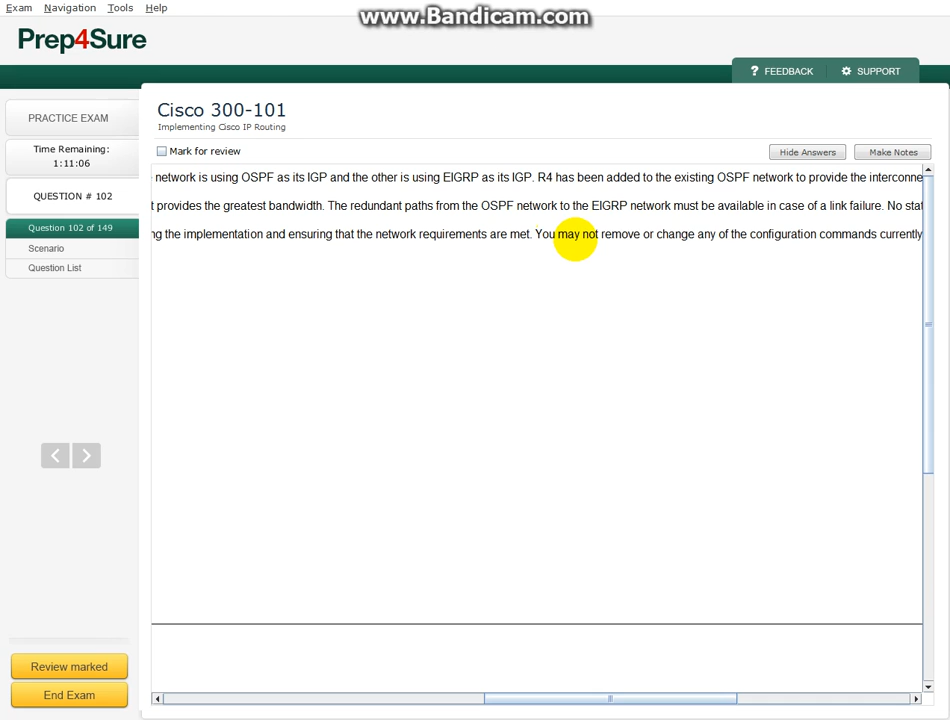 Exam Navigation Tools Help
www.Bandicam.com
Prep4Sure
? FEEDBACK SUPPORT
PRACTICE EXAM
Time Remaining:
1:11:06
QUESTION # 102
Question 102 of 149
Scenario
Question List
Cisco 300-101
Implementing Cisco IP Routing
Mark for review
Hide Answers Make Notes
network is using OSPF as its IGP and the other is using EIGRP as its IGP. R4 has been added to the existing OSPF network to provide the interconne
t provides the greatest bandwidth. The redundant paths from the OSPF network to the EIGRP network must be available in case of a link failure. No stat
ng the implementation and ensuring that the network requirements are met. You may not remove or change any of the configuration commands currently
Review marked
End Exam